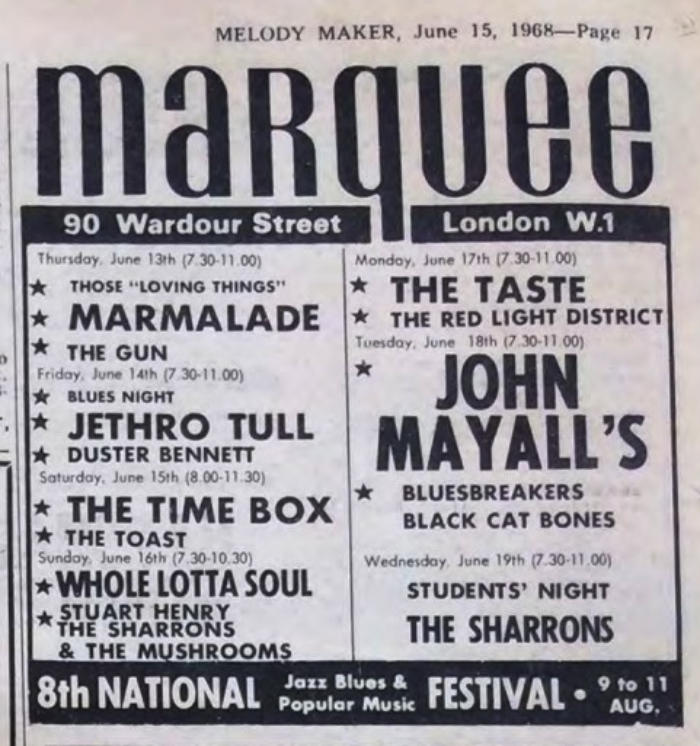 MELODY MAKER, June 15, 1968—Page 17
marquee
90 Wardour Street London W.1
Thursday, June 13th (7.30-11.00)
★ THOSE "LOVING THINGS"
★ MARMALADE
★ THE GUN
Friday, June 14th (7.30-11.00)
★ BLUES NIGHT
★ JETHRO TULL
★ DUSTER BENNETT
Saturday, June 15th (8.00-11.30)
★ THE TIME BOX
★ THE TOAST
Sunday, June 16th (7.30-10.30)
★ WHOLE LOTTA SOUL
★ STUART HENRY
THE SHARRONS
& THE MUSHROOMS
Monday, June 17th (7.30-11.00)
★ THE TASTE
★ THE RED LIGHT DISTRICT
Tuesday, June 18th (7.30-11.00)
★ JOHN
MAYALL'S
★ BLUESBREAKERS
BLACK CAT BONES
Wednesday, June 19th (7.30-11.00)
STUDENTS' NIGHT
THE SHARRONS
8th NATIONAL Jazz Blues & Popular Music FESTIVAL • 9 to 11 AUG.